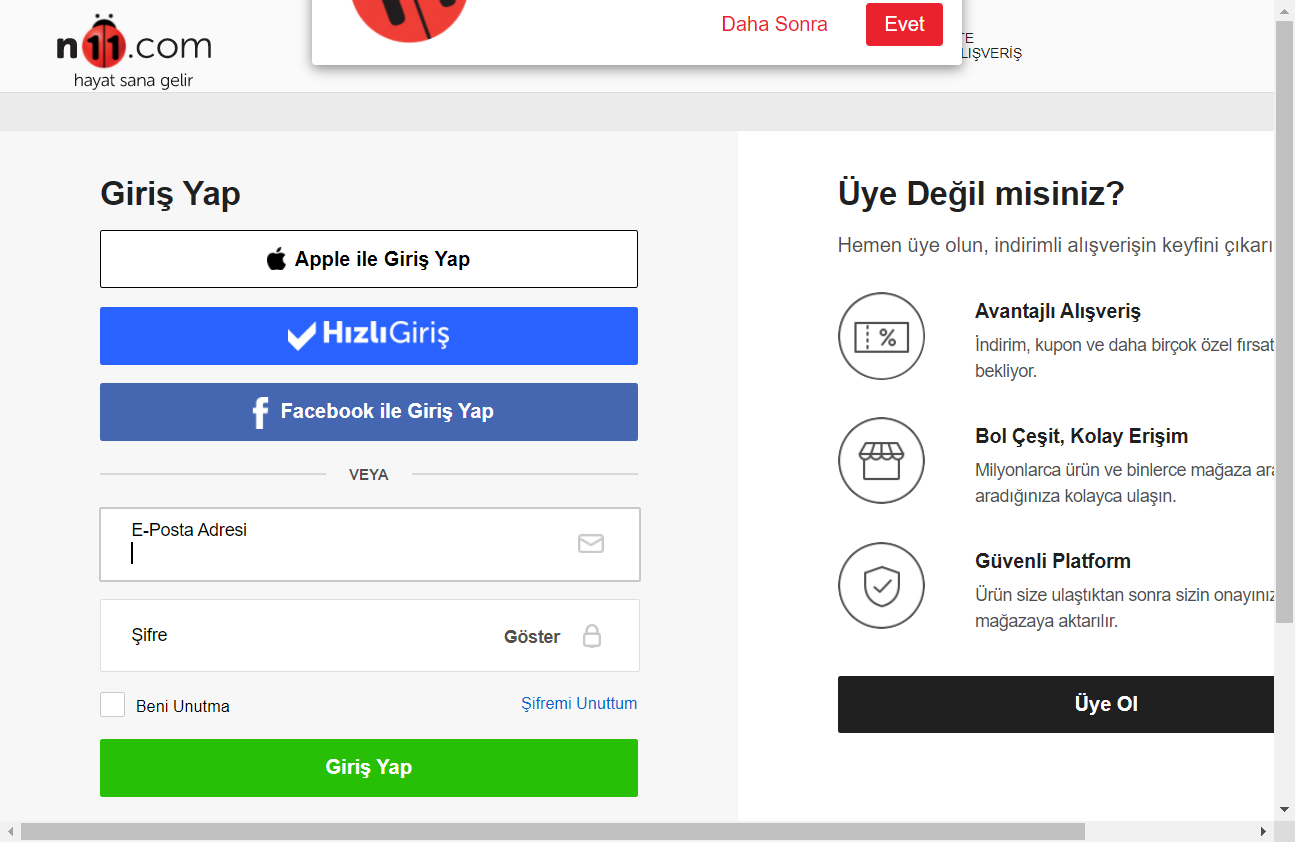 n11.com
hayat sana gelir
Daha Sonra
Evet
TE
LIŞVERİŞ
Giriş Yap
Apple ile Giriş Yap
HızlıGiriş
Facebook ile Giriş Yap
VEYA
E-Posta Adresi
Şifre
Göster
Beni Unutma
Şifremi Unuttum
Giriş Yap
Üye Değil misiniz?
Hemen üye olun, indirimli alışverişin keyfini çıkarı
Avantajlı Alışveriş
İndirim, kupon ve daha birçok özel fırsat
bekliyor.
Bol Çeşit, Kolay Erişim
Milyonlarca ürün ve binlerce mağaza ara
aradığınıza kolayca ulaşın.
Güvenli Platform
Ürün size ulaştıktan sonra sizin onayınız
mağazaya aktarılır.
Üye Ol